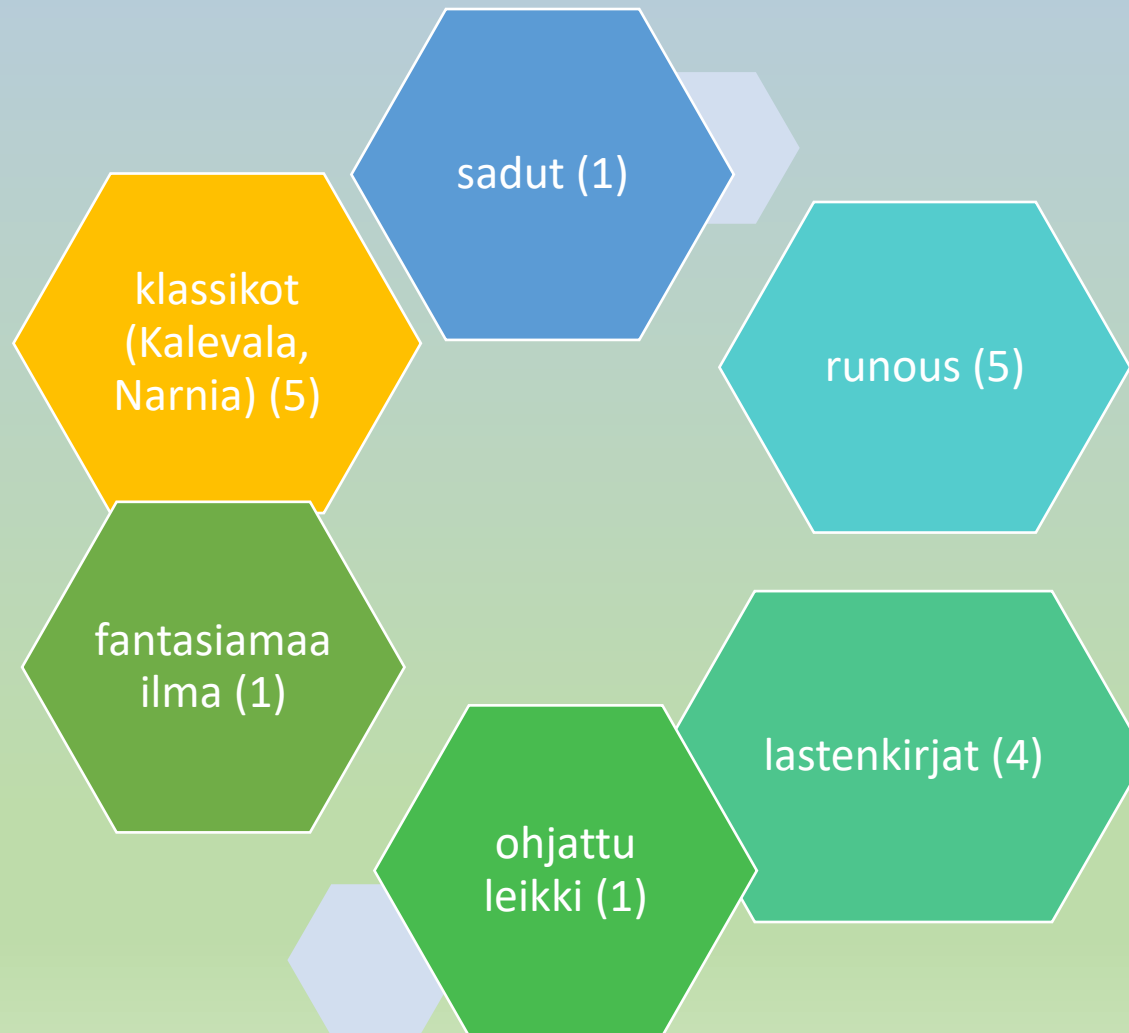 sadut (1)
runous (5)
lastenkirjat (4)
ohjattu
leikki (1)
fantasiamaa
ilma (1)
klassikot
(Kalevala,
Narnia) (5)